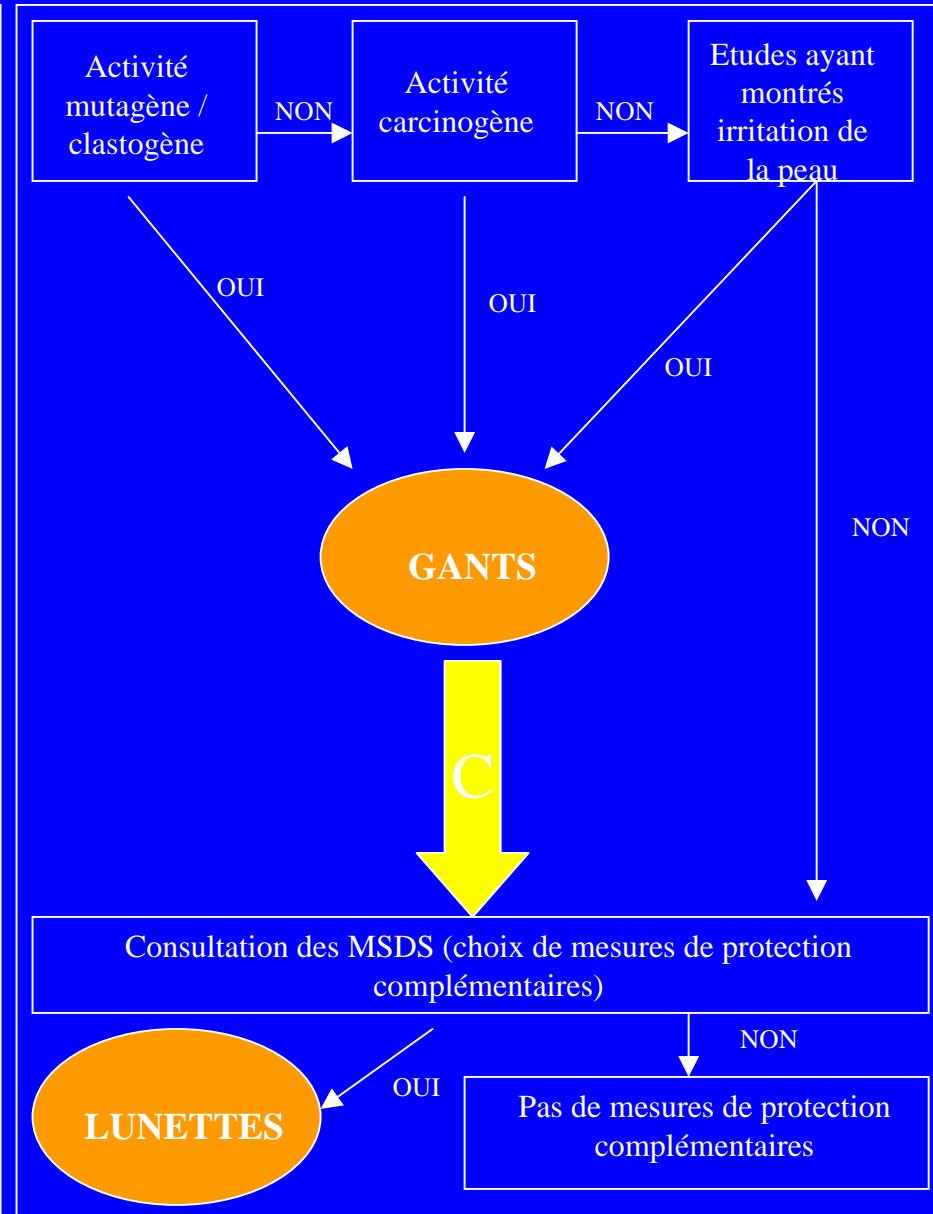 Activité
mutagène /
clastogène
NON
Activité
carcinogène
NON
Etudes ayant
montrés
irritation de
la peau
OUI
OUI
OUI
NON
GANTS
C
Consultation des MSDS (choix de mesures de protection
complémentaires)
OUI
NON
LUNETTES
Pas de mesures de protection
complémentaires